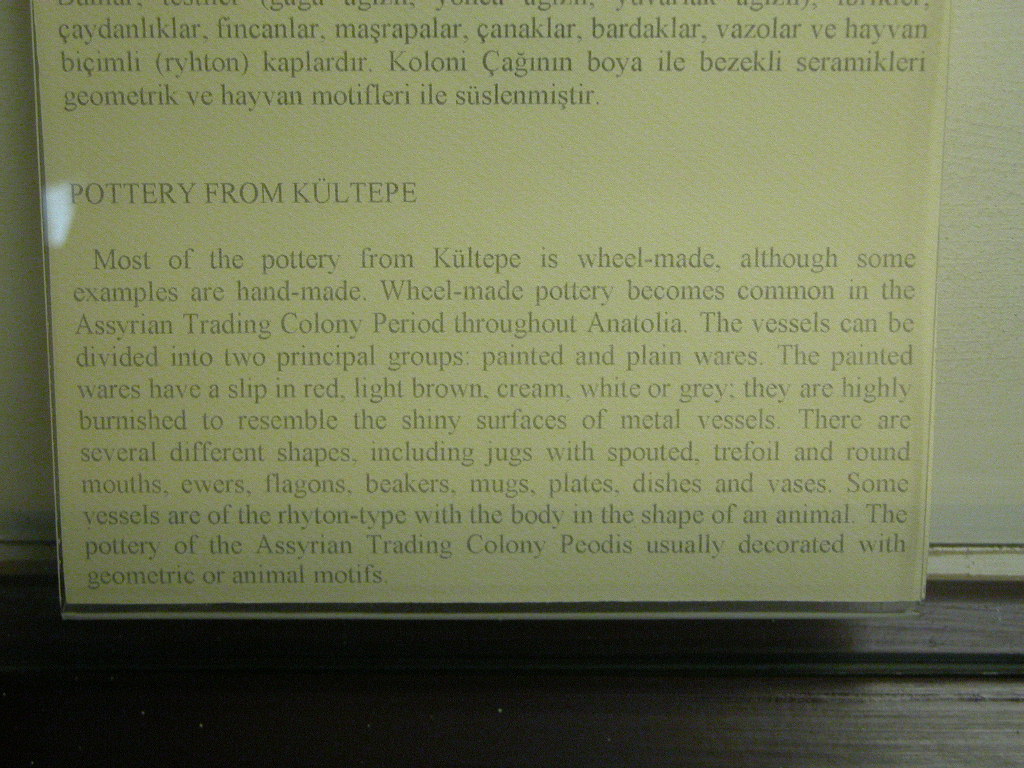 testiler (gaga ağızlı, yonca ağızlı, yuvarlak ağızlı),
çaydanlıklar, fincanlar, maşrapalar, çanaklar, bardaklar, vazolar ve hayvan
biçimli (ryhton) kaplardır. Koloni Çağının boya ile bezekli seramikleri
geometrik ve hayvan motifleri ile süslenmiştir.
POTTERY FROM KÜLTEPE
Most of the pottery from Kültepe is wheel-made, although some
examples are hand-made. Wheel-made pottery becomes common in the
Assyrian Trading Colony Period throughout Anatolia. The vessels can be
divided into two principal groups: painted and plain wares. The painted
wares have a slip in red, light brown, cream, white or grey; they are highly
burnished to resemble the shiny surfaces of metal vessels. There are
several different shapes, including jugs with spouted, trefoil and round
mouths, ewers, flagons, beakers, mugs, plates, dishes and vases. Some
vessels are of the rhyton-type with the body in the shape of an animal. The
pottery of the Assyrian Trading Colony Peodis usually decorated with
geometric or animal motifs.